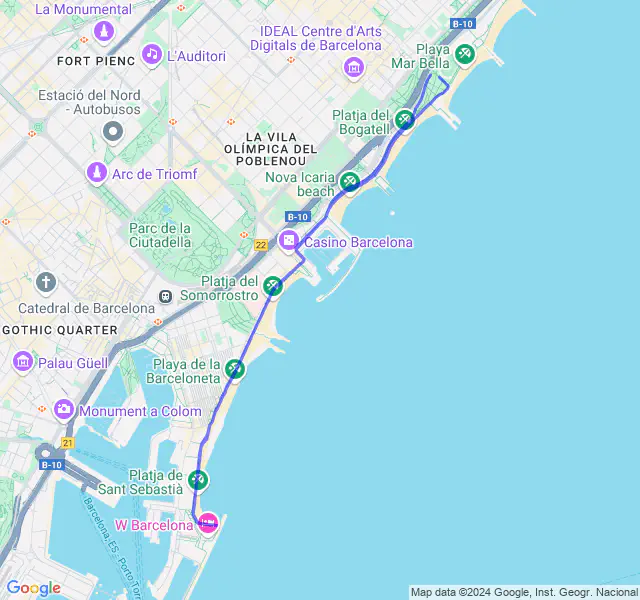 La Monumental
IDEAL Centre d'Arts
Digitals de Barcelona
B-10
Playa
Mar Bella
L'Auditori
FORT PIENC
Estació del Nord
- Autobusos
Platja del
Bogatell
LA VILA
OLÍMPICA DEL
POBLENOU
Arc de Triomf
Nova Icaria
beach
B-10
Parc de la
Ciutadella
22
Casino Barcelona
Platja del
Somorrostro
Catedral de Barcelona
GOTHIC QUARTER
Palau Güell
Playa de la
Barceloneta
Monument a Colom
21
B-10
Platja de
Sant Sebastià
Barcelona, ES - Porto Torr
W Barcelona
Google
Map data ©2024 Google, Inst. Geogr. Nacional